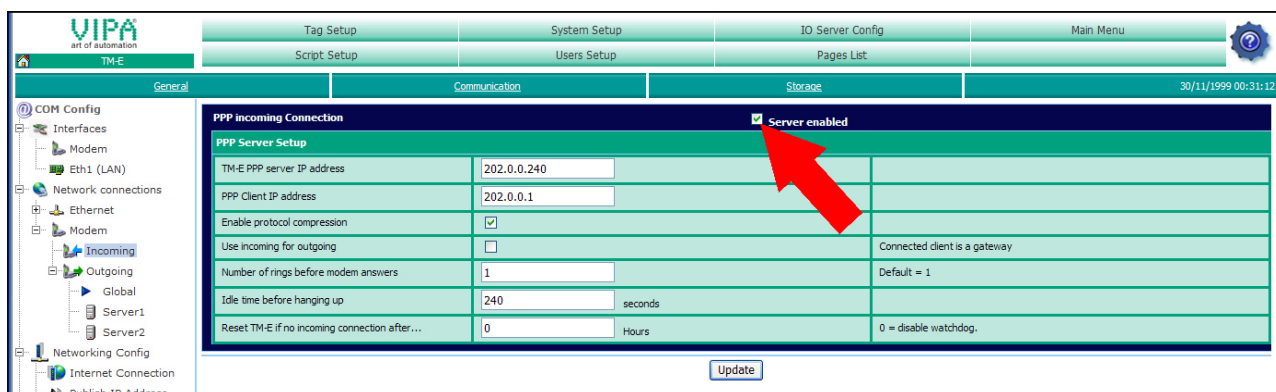 VIPA
art of automation
TM-E
Tag Setup
System Setup
IO Server Config
Main Menu
Script Setup
Users Setup
Pages List
General
Communication
Storage
30/11/1999 00:31:12
COM Config
Interfaces
Modem
Eth1 (LAN)
Network connections
Ethernet
Modem
Incoming
Outgoing
Global
Server1
Server2
Networking Config
Internet Connection
Publish IP Address
PPP incoming Connection
Server enabled
PPP Server Setup
TM-E PPP server IP address
202.0.0.240
PPP Client IP address
202.0.0.1
Enable protocol compression
Use incoming for outgoing
Connected client is a gateway
Number of rings before modem answers
1
Default = 1
Idle time before hanging up
240
seconds
Reset TM-E if no incoming connection after...
0
Hours
0 = disable watchdog.
Update